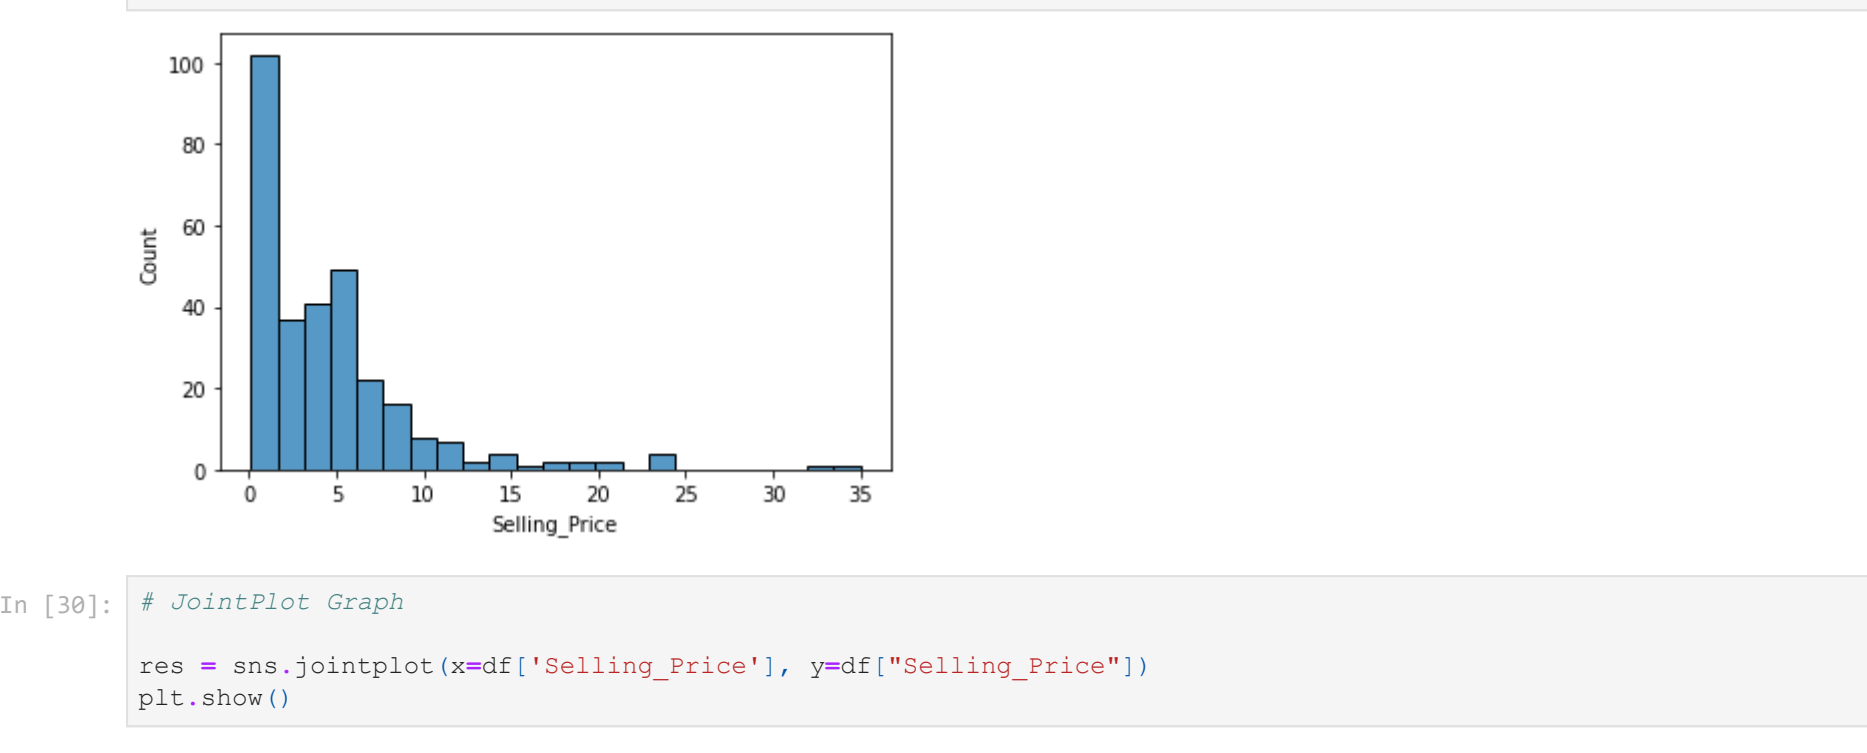 100
80
60
40
20
0
Count
0 5 10 15 20 25 30 35
Selling_Price
In [30]:
# JointPlot Graph
res = sns.jointplot(x=df['Selling_Price'], y=df["Selling_Price"])
plt.show()